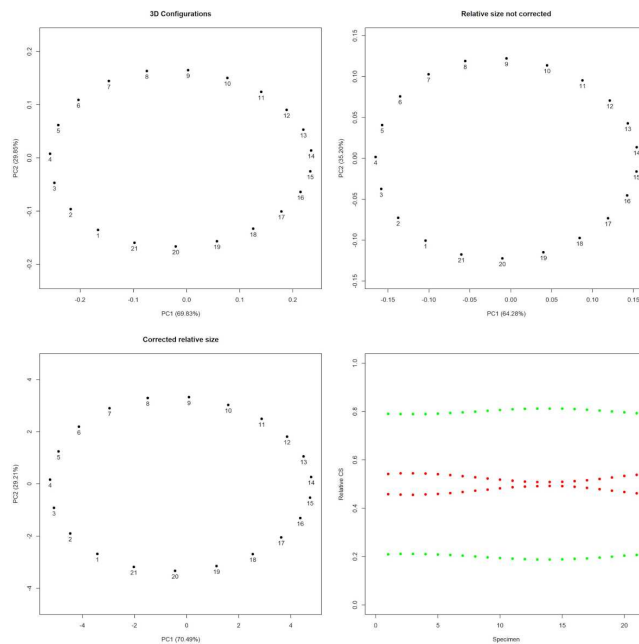 3D Configurations
0.2
0.1
0.0
-0.1
-0.2
PC2 (29.85%)
1 2 3 4 5 6 7 8 9 10 11 12 13 14 15 16 17 18 19 20 21
-0.2 -0.1 0.0 0.1 0.2
PC1 (69.83%)
Relative size not corrected
0.15
0.10
0.05
0.00
-0.05
-0.10
-0.15
PC2 (35.20%)
1 2 3 4 5 6 7 8 9 10 11 12 13 14 15 16 17 18 19 20 21
-0.15 -0.10 -0.05 0.00 0.05 0.10 0.15
PC1 (64.28%)
Corrected relative size
4
2
0
-2
-4
PC2 (29.21%)
1 2 3 4 5 6 7 8 9 10 11 12 13 14 15 16 17 18 19 20 21
-4 -2 0 2 4
PC1 (70.49%)
1.0
0.8
0.6
0.4
0.2
0.0
Relative CS
0 5 10 15 20
Specimen